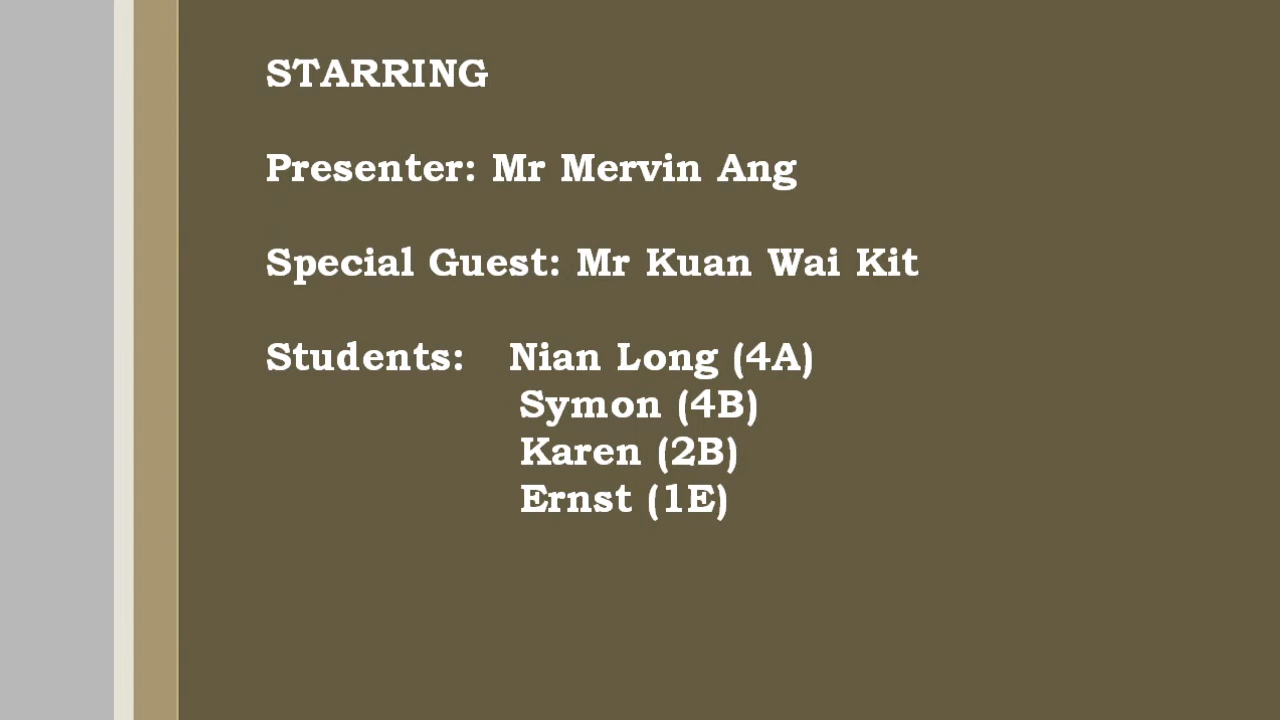 STARRING
Presenter: Mr Mervin Ang
Special Guest: Mr Kuan Wai Kit
Students: Nian Long (4A)
Symon (4B)
Karen (2B)
Ernst (1E)